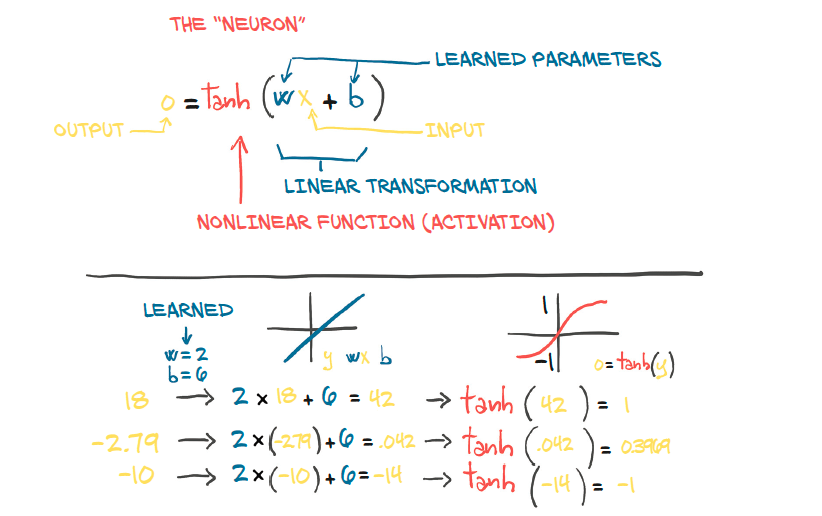 THE "NEURON"
LEARNED PARAMETERS
o = tanh (wx + b)
OUTPUT
INPUT
LINEAR TRANSFORMATION
NONLINEAR FUNCTION (ACTIVATION)
LEARNED
w = 2
b = 6
y wx b
1
-1
o = tanh(y)
18 → 2 × 18 + 6 = 42 → tanh (42) = 1
-2.79 → 2 × (-2.79) + 6 = .042 → tanh (.042) = 0.3969
-10 → 2 × (-10) + 6 = -14 → tanh (-14) = -1